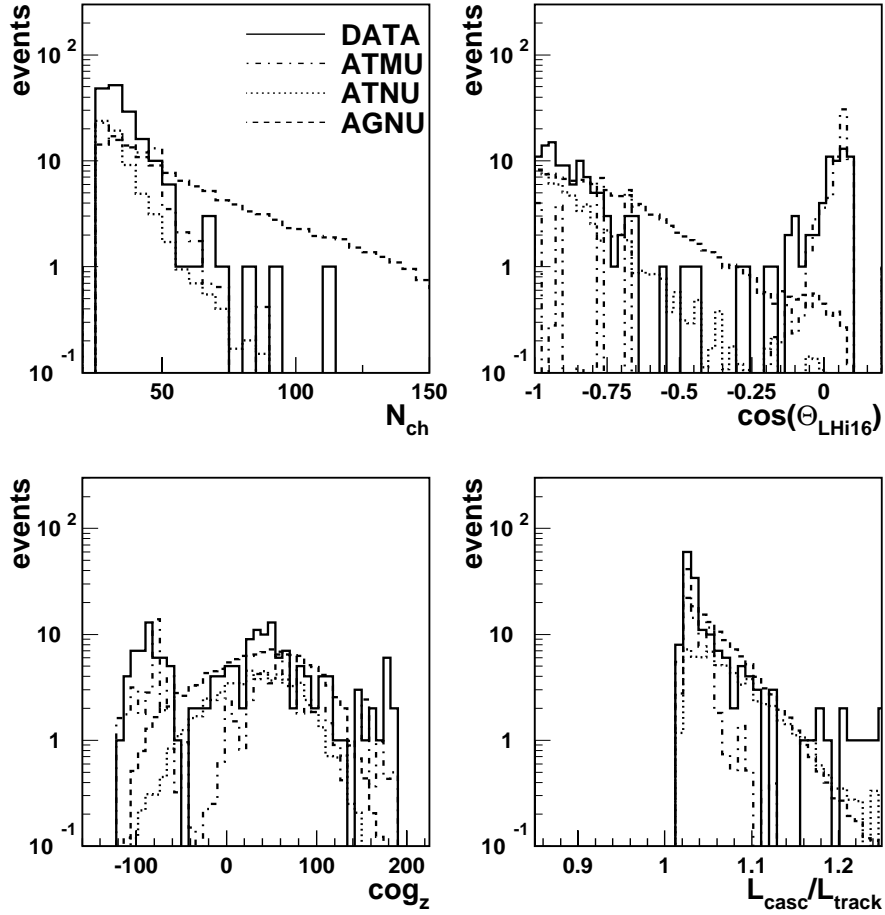 events
10 2
10
1
10 -1
DATA
ATMU
ATNU
AGNU
50 100 150
N ch
events
10 2
10
1
10 -1
-1 -0.75 -0.5 -0.25 0
cos(Θ LHi16)
events
10 2
10
1
10 -1
-100 0 100 200
cog z
events
10 2
10
1
10 -1
0.9 1 1.1 1.2
L casc/L track